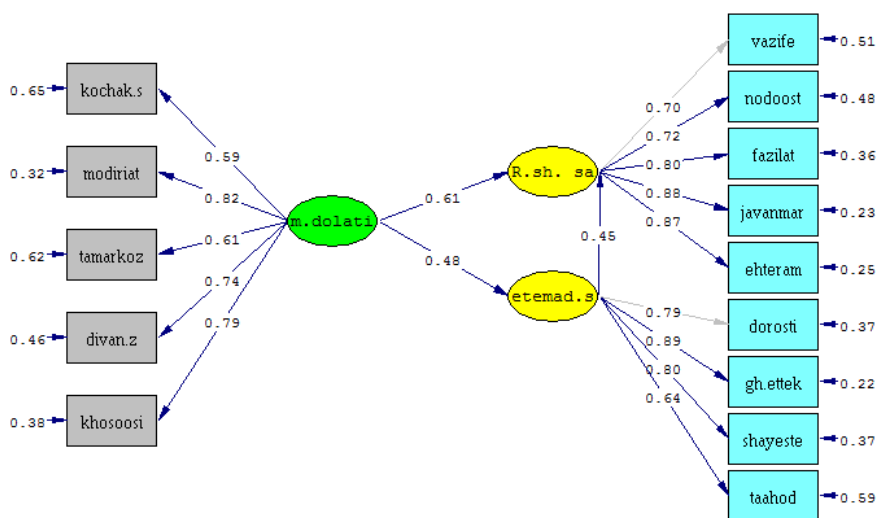 0.65
kochak.s
0.32
modiriat
0.62
tamarkoz
0.46
divan.z
0.38
khosoosi
0.59
0.82
0.61
0.74
0.79
m.dolati
0.61
0.48
R.sh. sa
0.45
etemad.s
0.70
0.72
0.80
0.88
0.87
0.79
0.89
0.80
0.64
vazife
0.51
nodoost
0.48
fazilat
0.36
javanmar
0.23
ehteram
0.25
dorosti
0.37
gh.ettek
0.22
shayeste
0.37
taahod
0.59